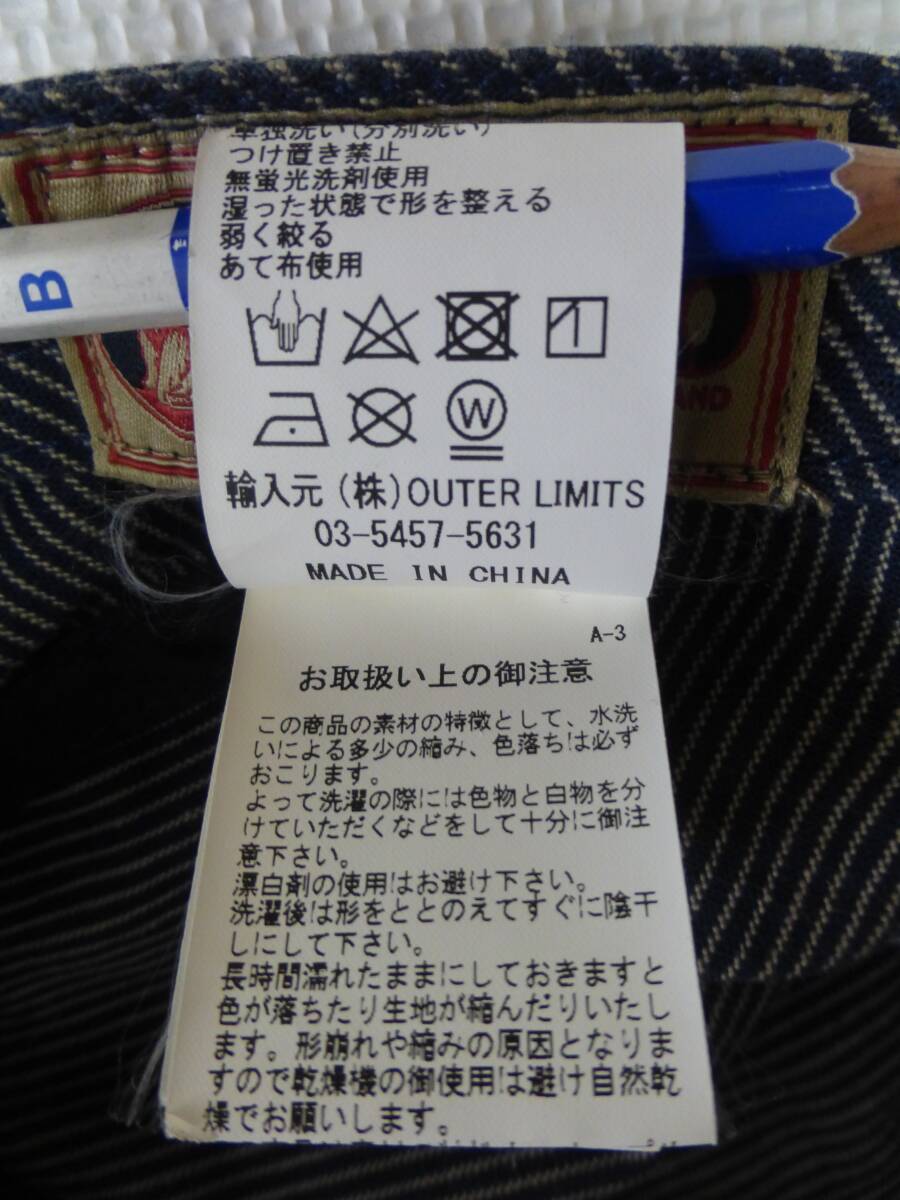 単独洗い(分別洗い)
つけ置き禁止
無蛍光洗剤使用
湿った状態で形を整える
弱く絞る
あて布使用
B
W
輸入元 (株)OUTER LIMITS
03-5457-5631
MADE IN CHINA
AND
A-3
お取扱い上の御注意
この商品の素材の特徴として、水洗
いによる多少の縮み、色落ちは必ず
おこります。
よって洗濯の際には色物と白物を分
けていただくなどをして十分に御注
意下さい。
漂白剤の使用はお避け下さい。
洗濯後は形をととのえてすぐに陰干
しにして下さい。
長時間濡れたままにしておきますと
色が落ちたり生地が縮んだりいたし
ます。形崩れや縮みの原因となりま
すので乾燥機の御使用は避け自然乾
燥でお願いします。